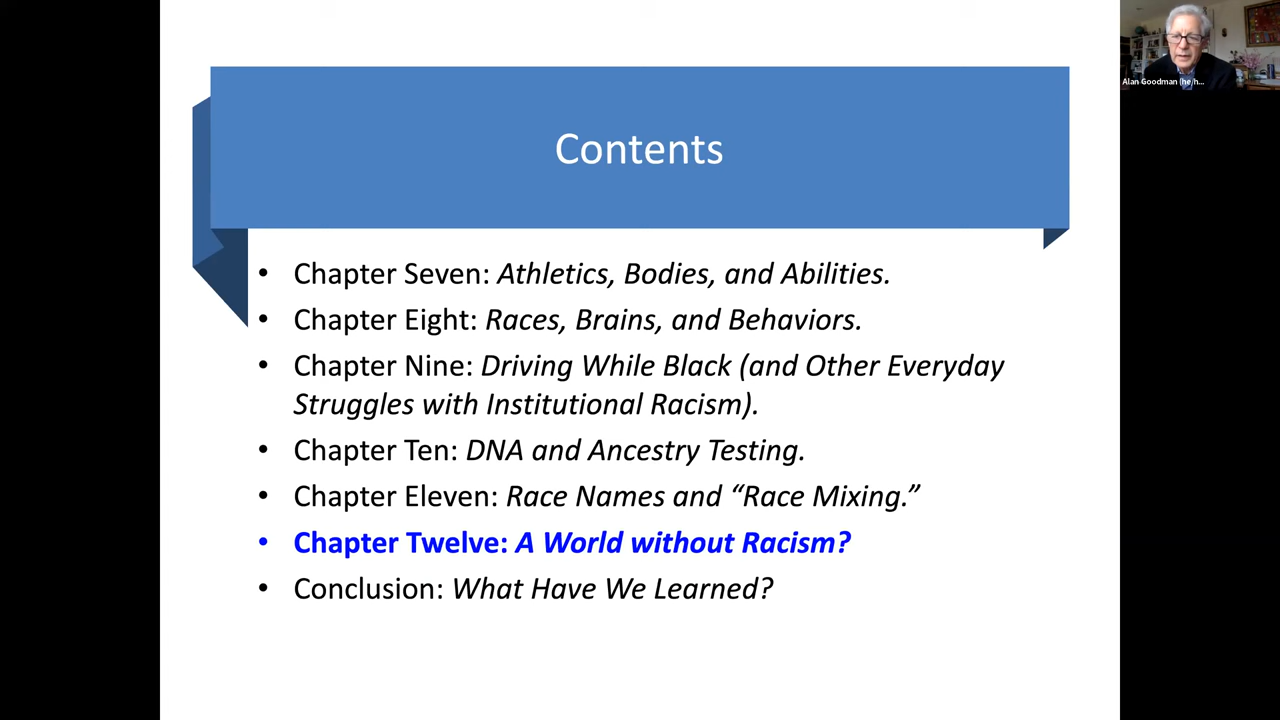 Contents
• Chapter Seven: Athletics, Bodies, and Abilities.
• Chapter Eight: Races, Brains, and Behaviors.
• Chapter Nine: Driving While Black (and Other Everyday
Struggles with Institutional Racism).
• Chapter Ten: DNA and Ancestry Testing.
• Chapter Eleven: Race Names and “Race Mixing.”
• Chapter Twelve: A World without Racism?
• Conclusion: What Have We Learned?
Alan Goodman (he,h...